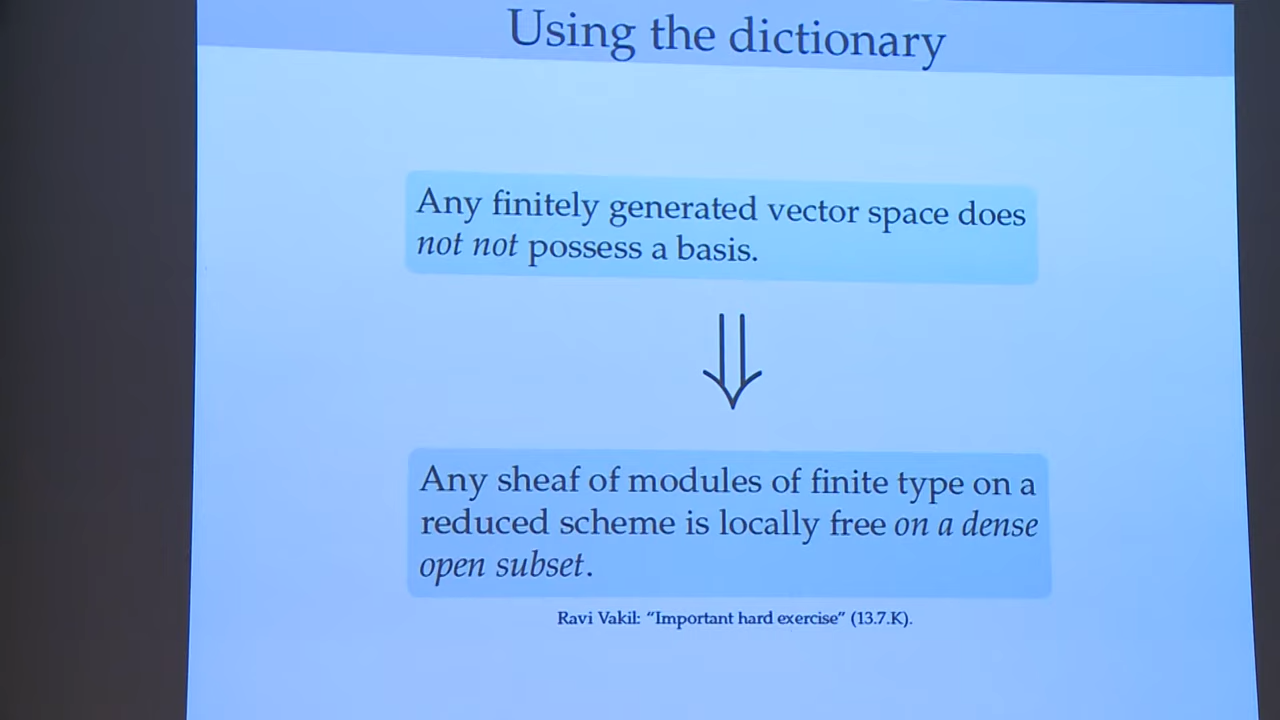 Using the dictionary
Any finitely generated vector space does
not not possess a basis.
Any sheaf of modules of finite type on a
reduced scheme is locally free on a dense
open subset.
Ravi Vakil: “Important hard exercise” (13.7.K).